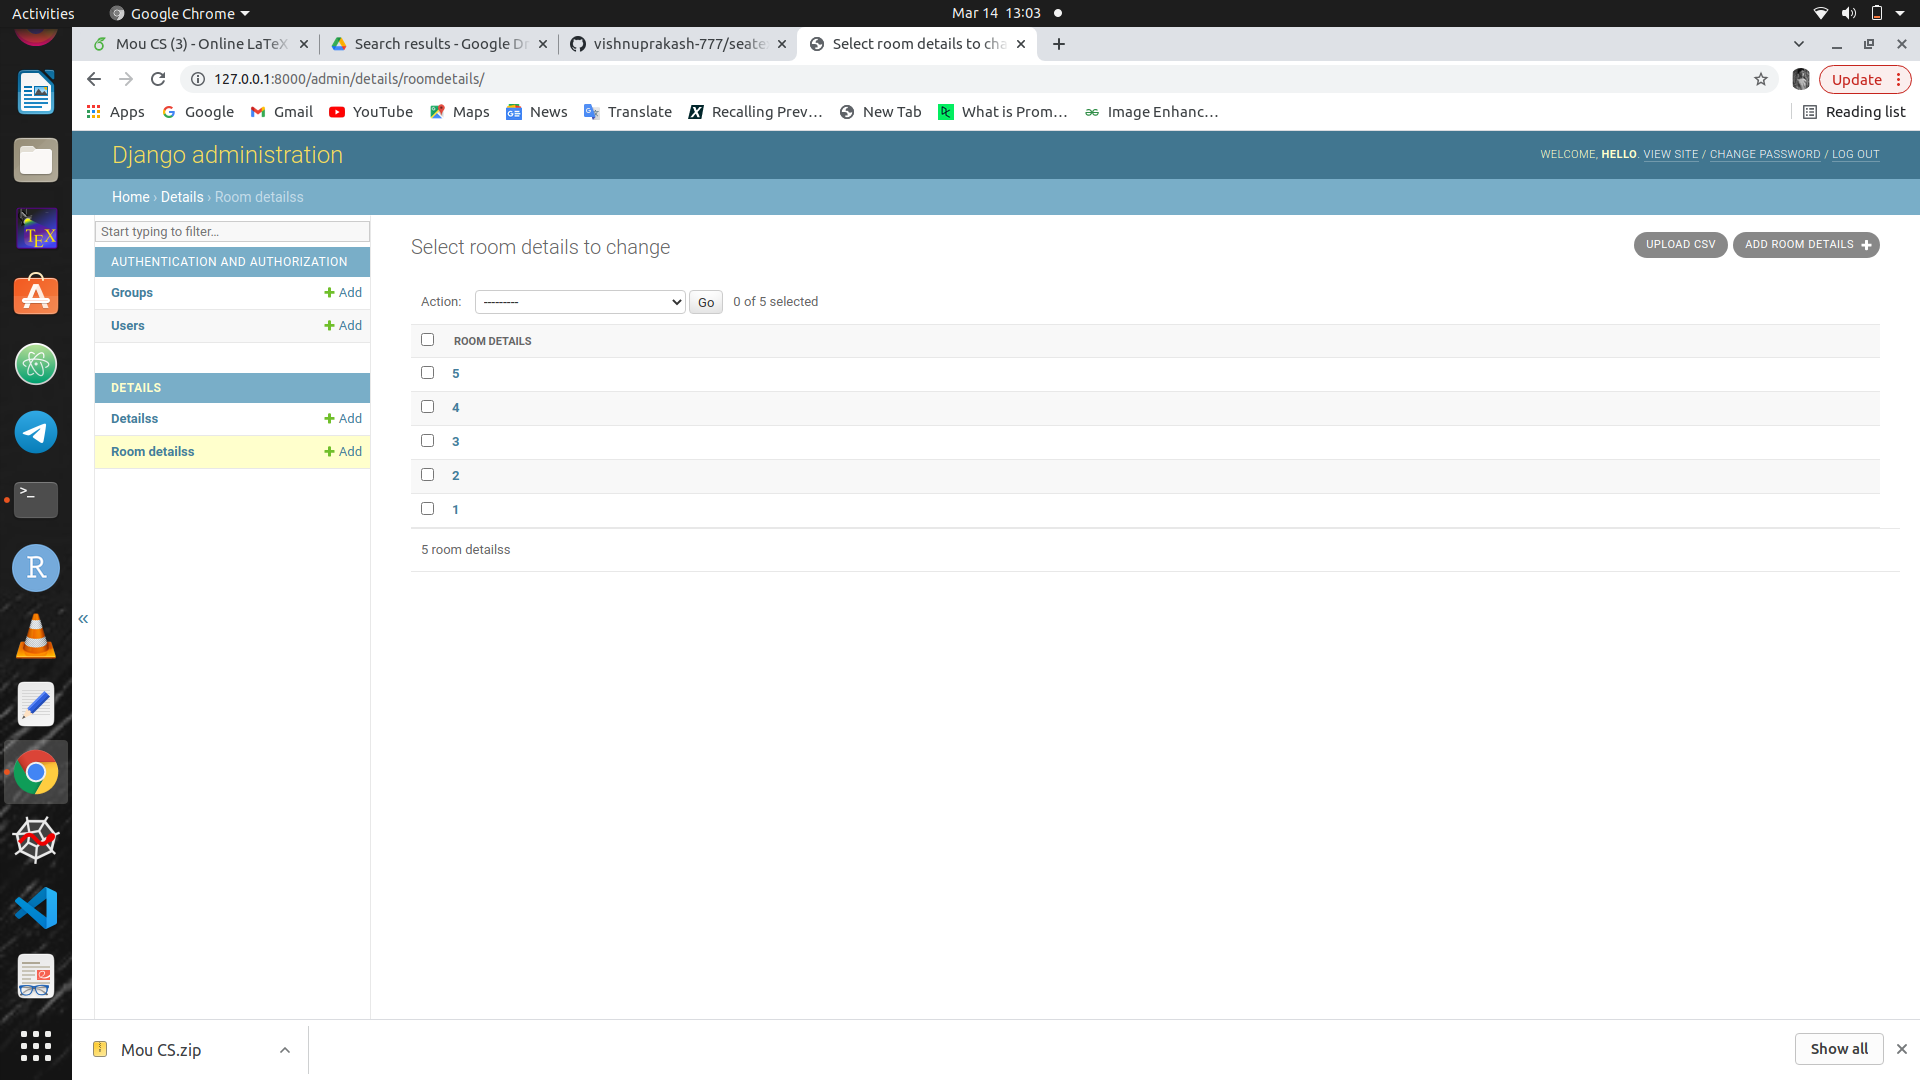 Activities
Google Chrome
Mar 14 13:03
Mou CS (3) - Online LaTeX
Search results - Google Dr
vishnuprakash-777/seate
Select room details to cha
127.0.0.1:8000/admin/details/roomdetails/
Update
Apps
Google
Gmail
YouTube
Maps
News
Translate
Recalling Prev…
New Tab
What is Prom…
Image Enhanc…
Reading list
Django administration
WELCOME, HELLO. VIEW SITE / CHANGE PASSWORD / LOG OUT
Home › Details › Room detailss
Start typing to filter…
AUTHENTICATION AND AUTHORIZATION
Groups
Add
Users
Add
DETAILS
Detailss
Add
Room detailss
Add
«
Select room details to change
UPLOAD CSV
ADD ROOM DETAILS
Action:
---------
Go
0 of 5 selected
ROOM DETAILS
5
4
3
2
1
5 room detailss
TEX
>_
R
Mou CS.zip
Show all